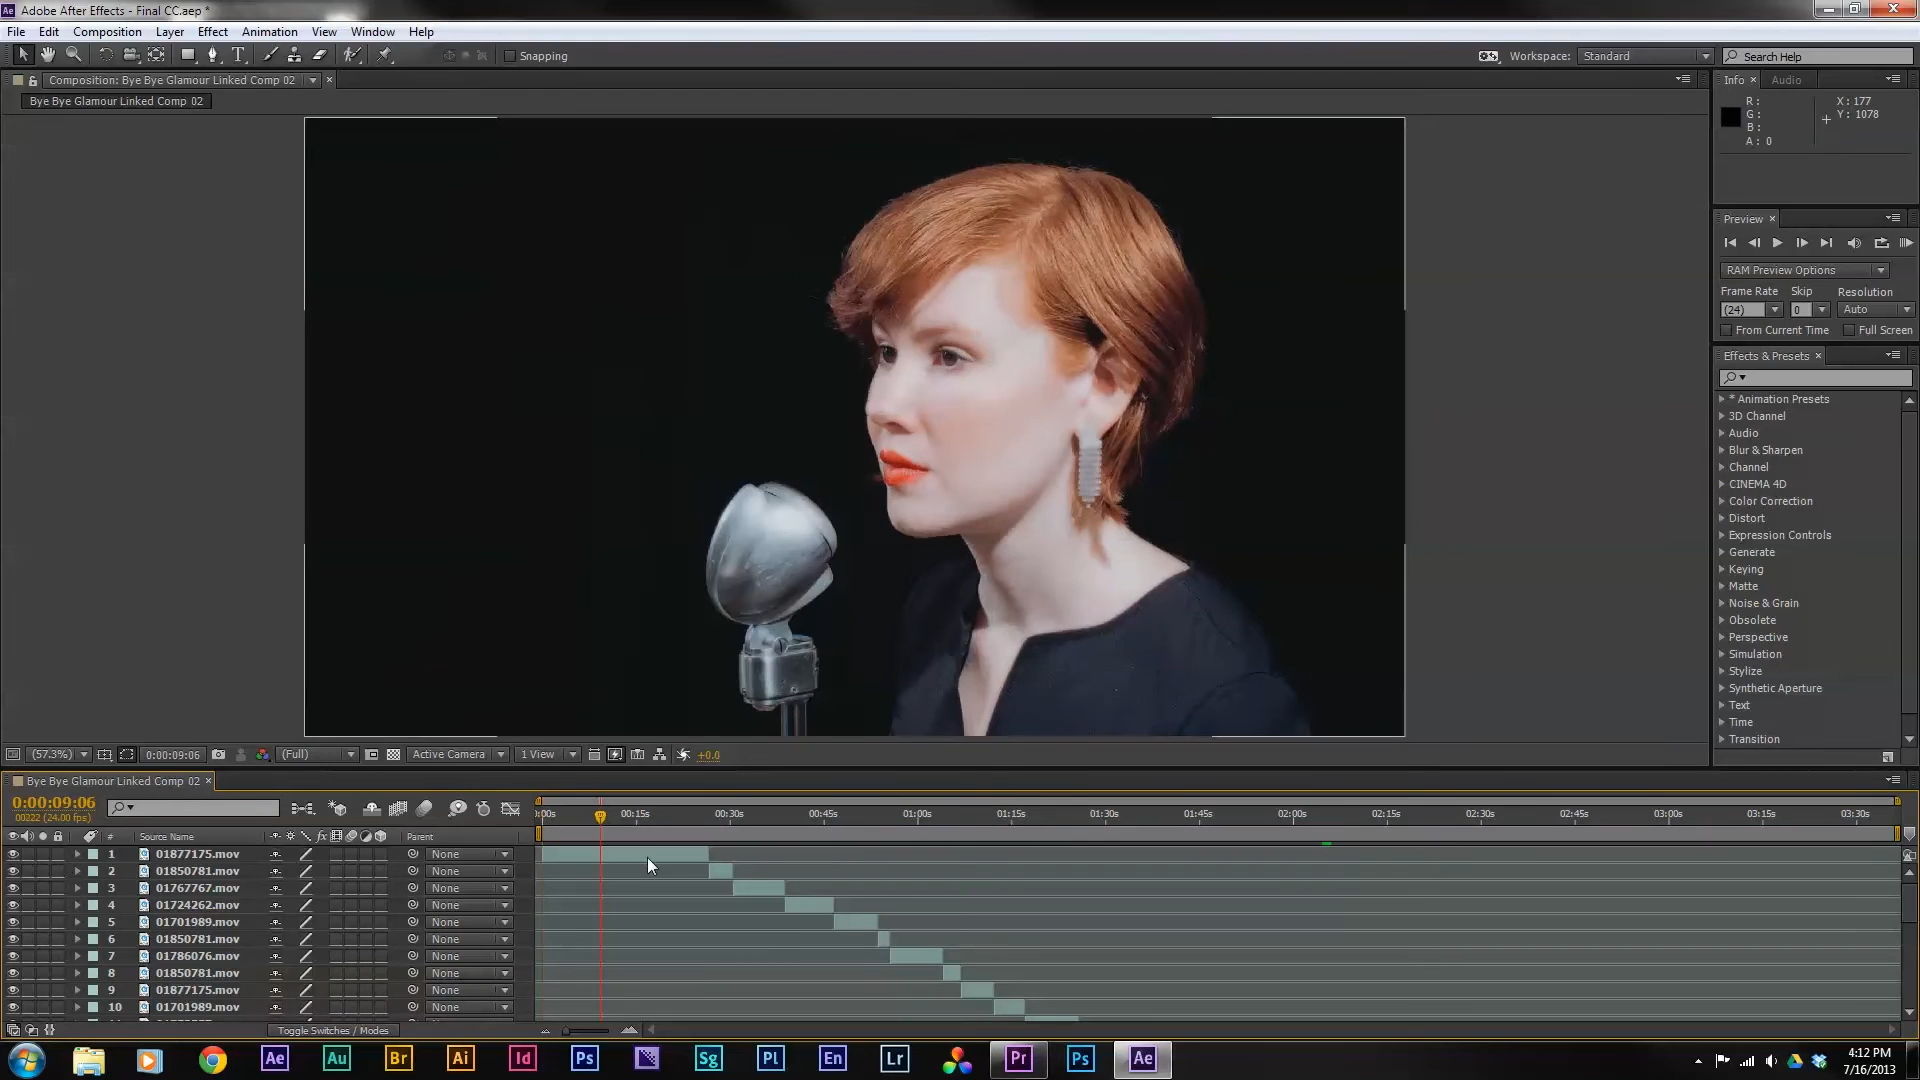 Adobe After Effects - Final CC.aep *
File Edit Composition Layer Effect Animation View Window Help
Snapping
Workspace: Standard
Search Help
Composition: Bye Bye Glamour Linked Comp 02
Bye Bye Glamour Linked Comp 02
Info Audio
R: X: 177
G: Y: 1078
B:
A: 0
Preview
RAM Preview Options
Frame Rate Skip Resolution
(24) 0 Auto
From Current Time Full Screen
Effects & Presets
* Animation Presets
3D Channel
Audio
Blur & Sharpen
Channel
CINEMA 4D
Color Correction
Distort
Expression Controls
Generate
Keying
Matte
Noise & Grain
Obsolete
Perspective
Simulation
Stylize
Synthetic Aperture
Text
Time
Transition
(57.3%) 0:00:09:06 (Full) Active Camera 1 View +0.0
Bye Bye Glamour Linked Comp 02
0:00:09:06
00222 (24.00 fps)
:00s 00:15s 00:30s 00:45s 01:00s 01:15s 01:30s 01:45s 02:00s 02:15s 02:30s 02:45s 03:00s 03:15s 03:30s
# Source Name fx Parent
1 01877175.mov None
2 01850781.mov None
3 01767767.mov None
4 01724262.mov None
5 01701989.mov None
6 01850781.mov None
7 01786076.mov None
8 01850781.mov None
9 01877175.mov None
10 01701989.mov None
Toggle Switches / Modes
Ae Au Br Ai Id Ps Sg Pl En Lr Pr Ps Ae
4:12 PM
7/16/2013